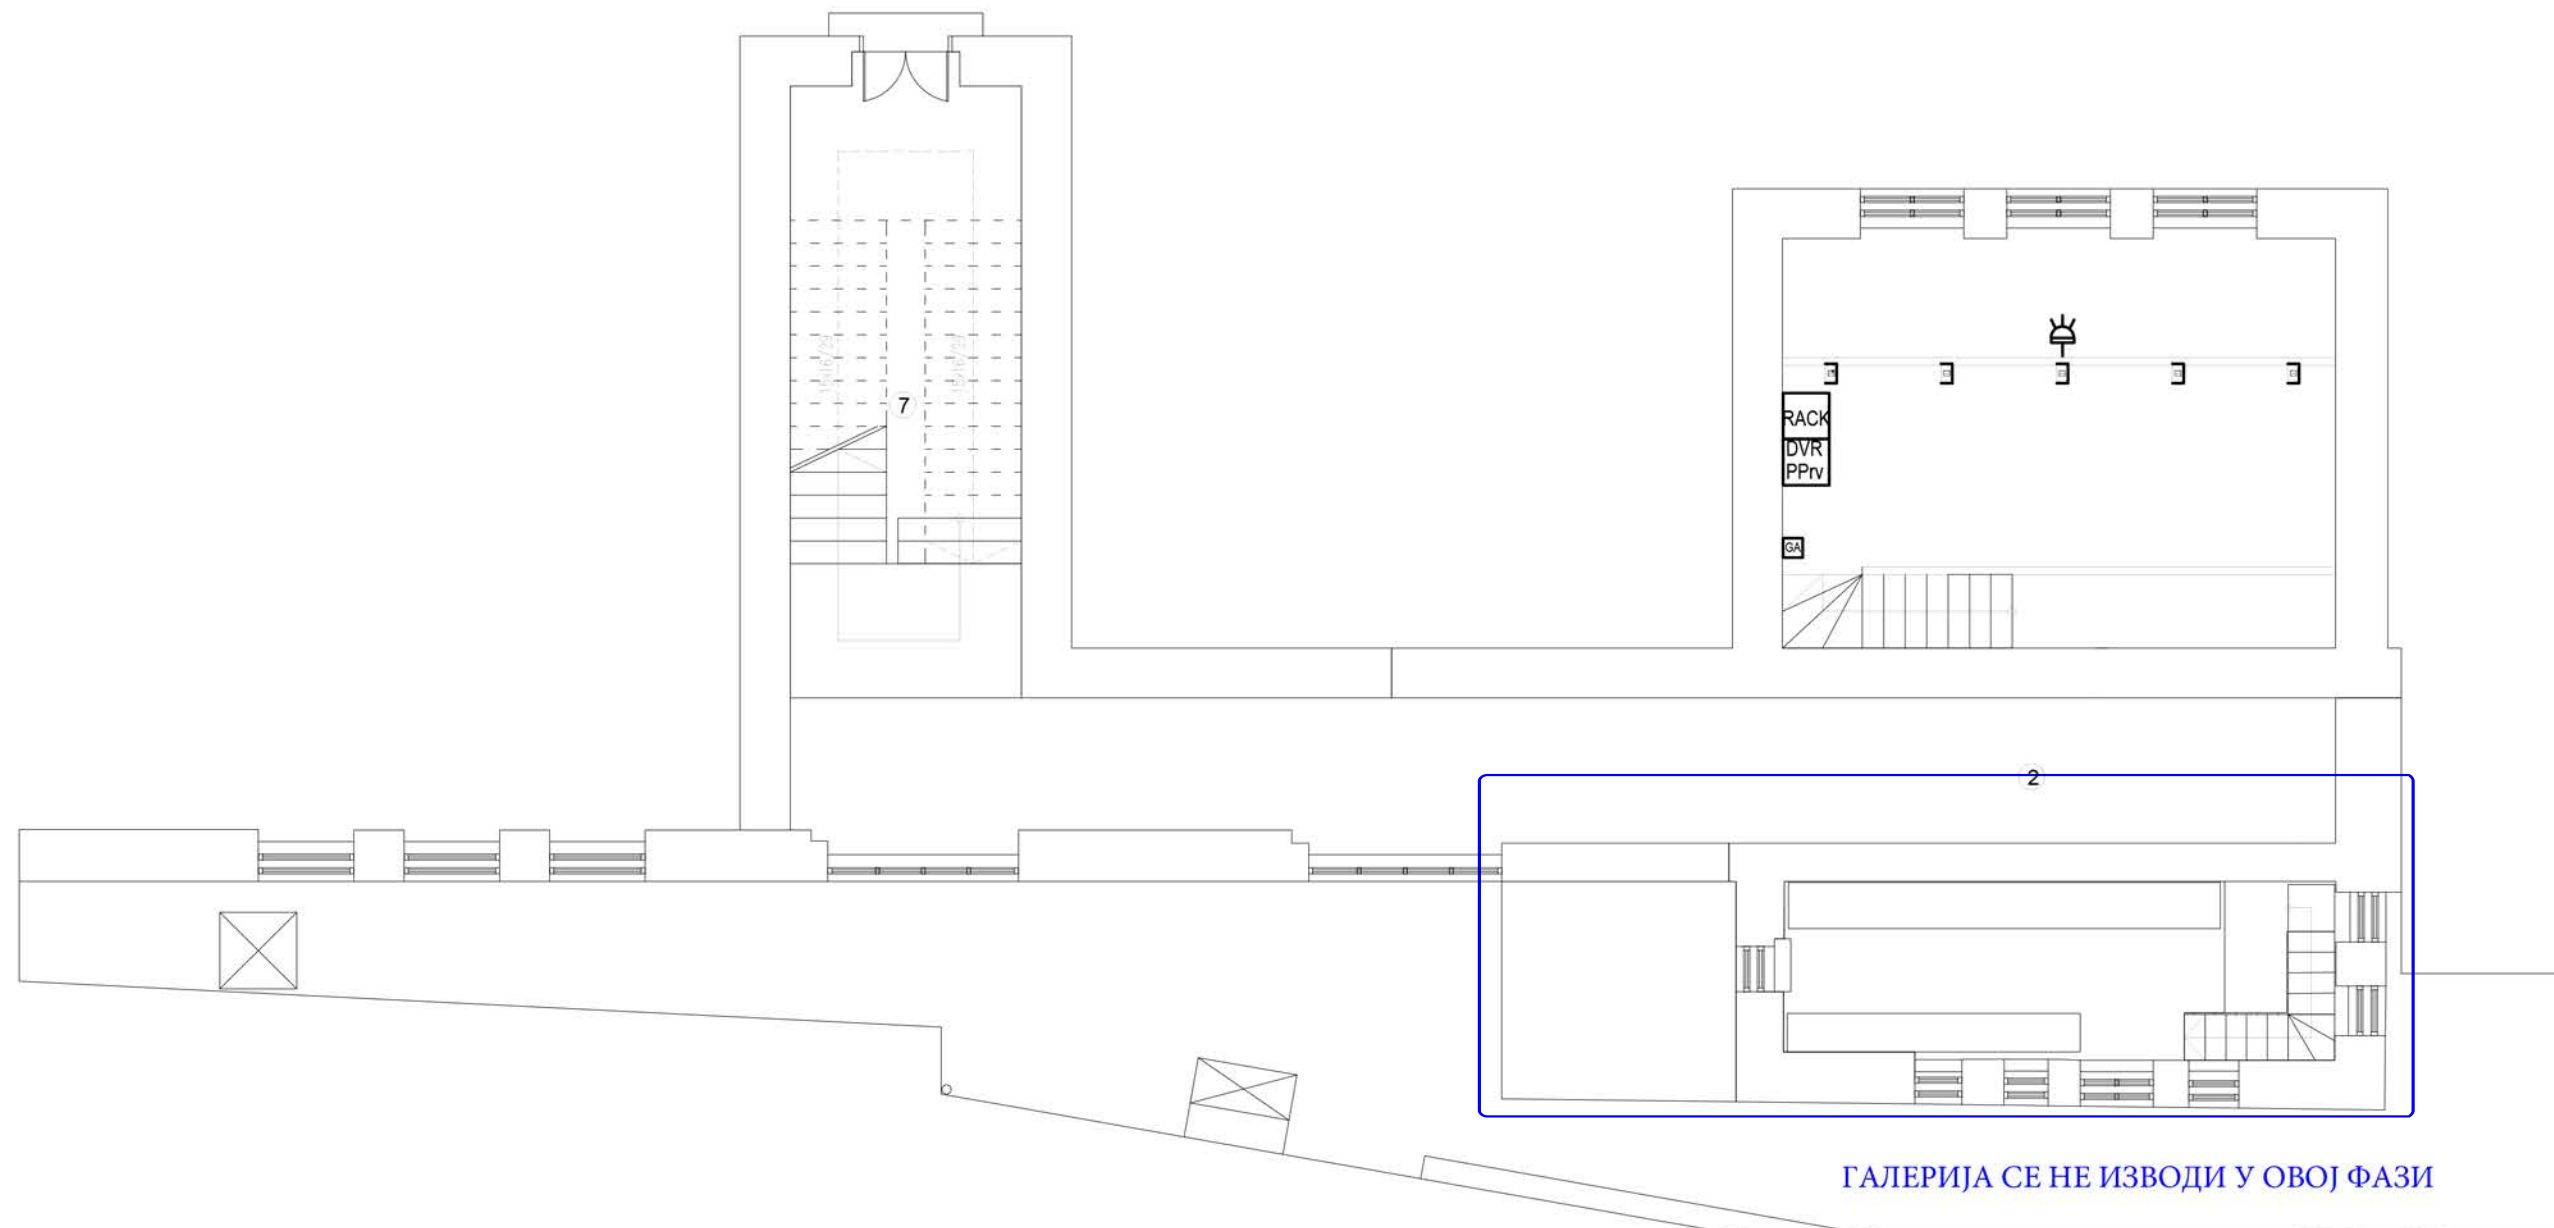 7
RACK
DVR
PPrv
GA
2
ГАЛЕРИЈА СЕ НЕ ИЗВОДИ У ОВОЈ ФАЗИ